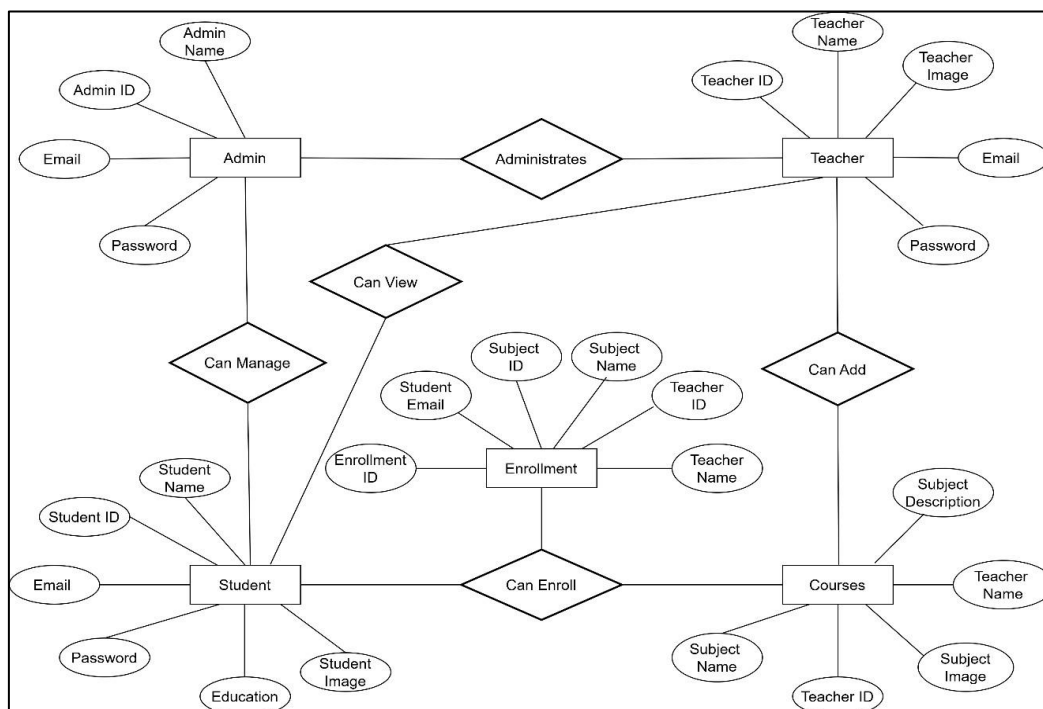 Admin
Name
Teacher
Name
Teacher
Image
Teacher ID
Admin ID
Email
Admin
Administrates
Teacher
Email
Password
Password
Can View
Can Manage
Subject
ID
Subject
Name
Can Add
Student
Email
Teacher
ID
Enrollment
ID
Enrollment
Teacher
Name
Student
Name
Subject
Description
Student ID
Email
Student
Can Enroll
Courses
Teacher
Name
Password
Student
Image
Subject
Name
Subject
Image
Education
Teacher ID